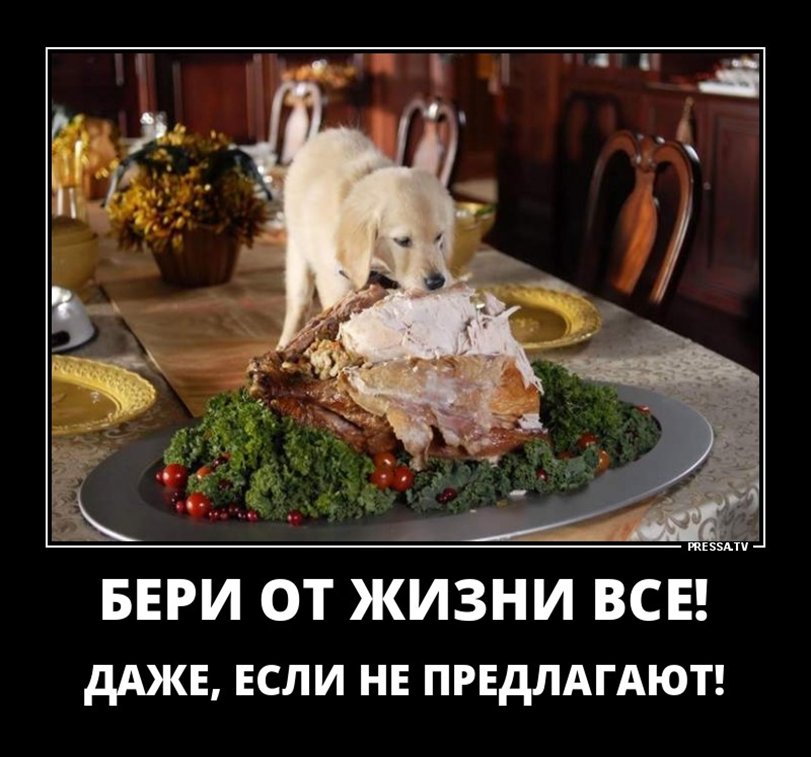 PRESSA.TV
БЕРИ ОТ ЖИЗНИ ВСЕ!
ДАЖЕ, ЕСЛИ НЕ ПРЕДЛАГАЮТ!